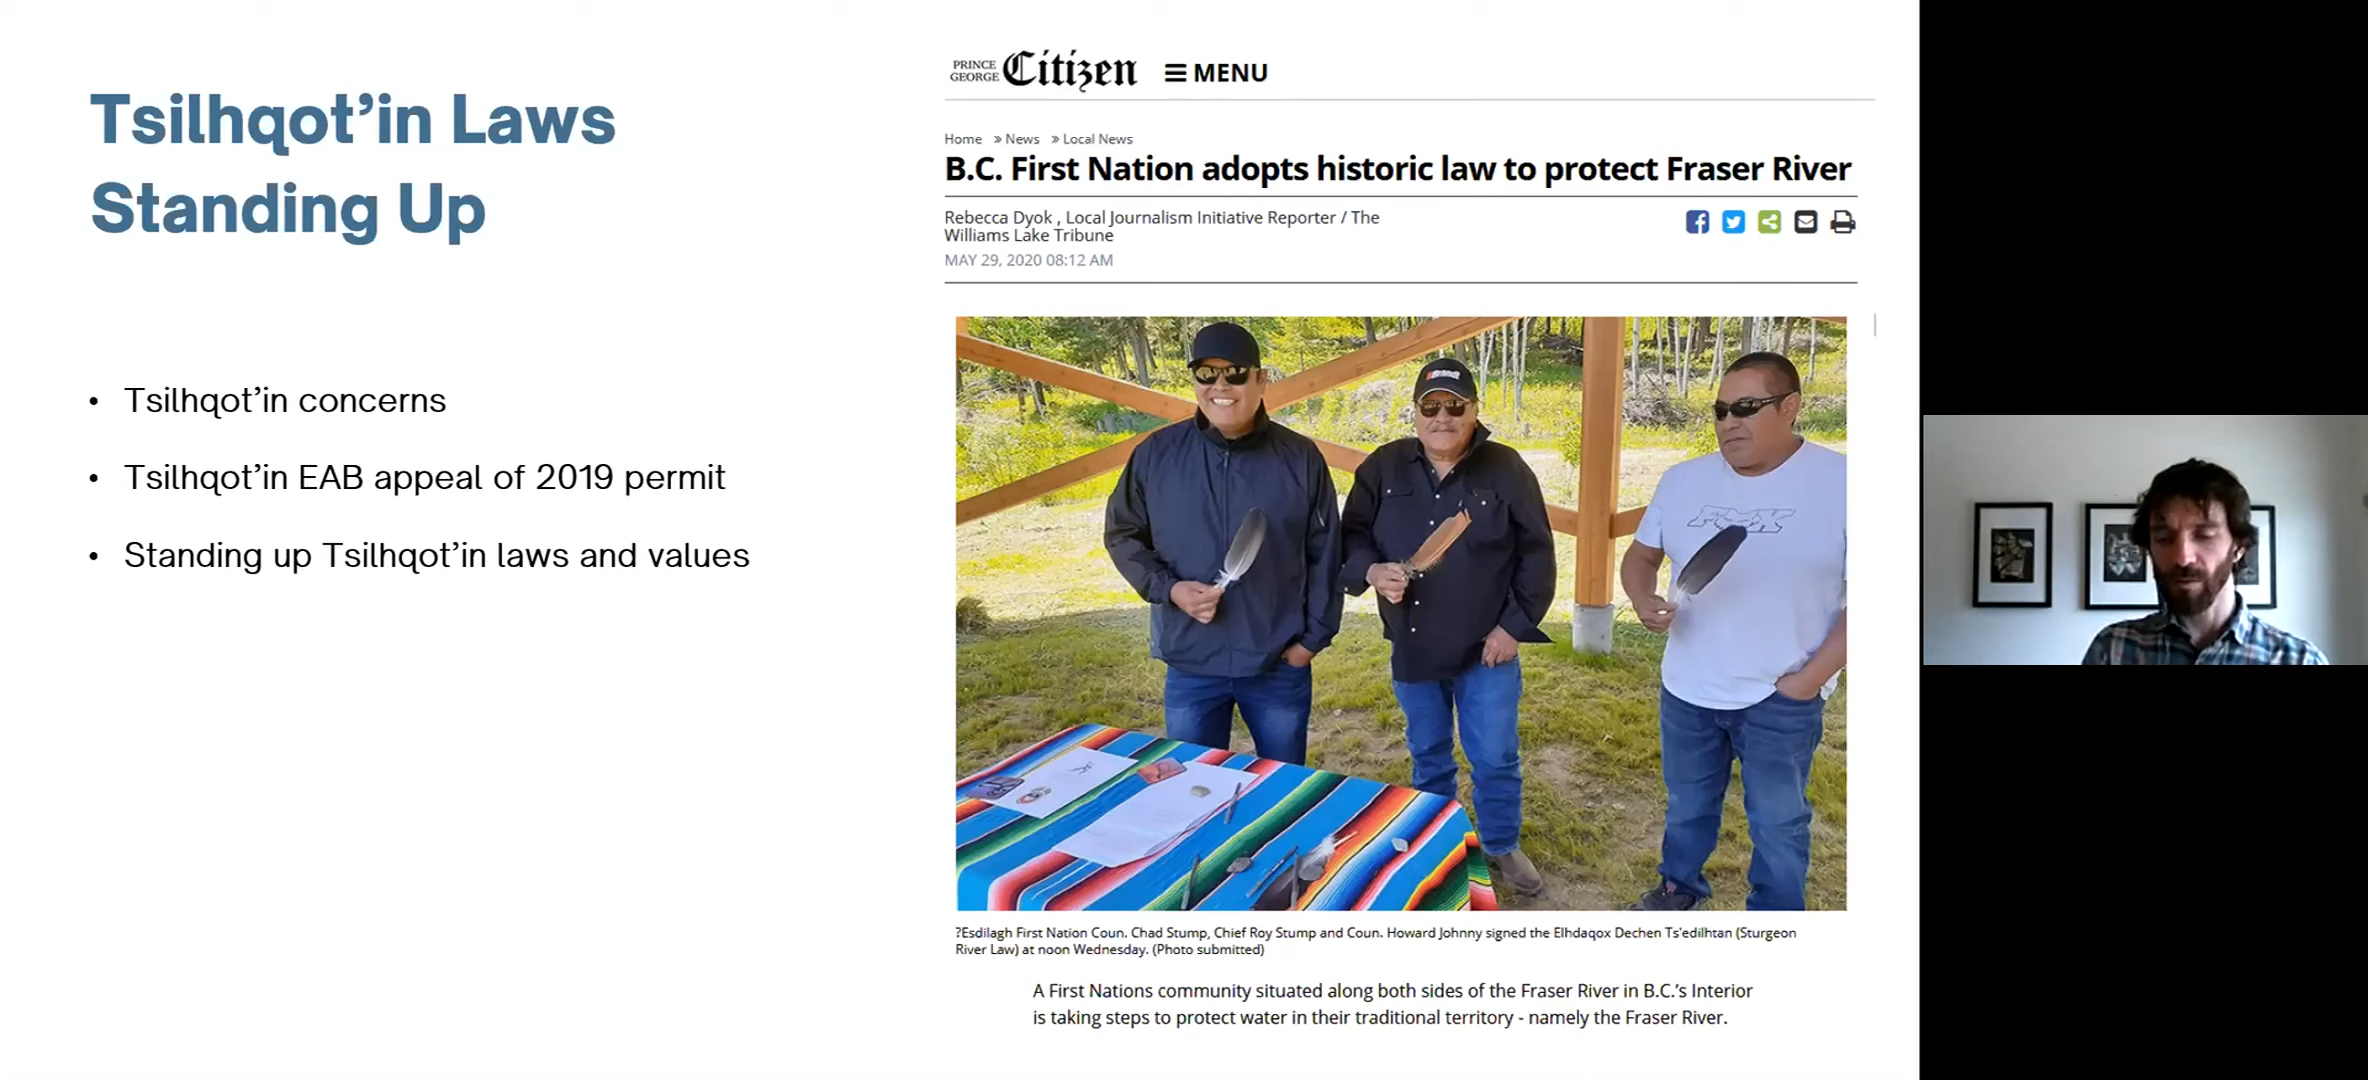 Tsilhqot’in Laws
Standing Up
• Tsilhqot’in concerns
• Tsilhqot’in EAB appeal of 2019 permit
• Standing up Tsilhqot’in laws and values
PRINCE
GEORGE
Citizen
MENU
Home » News » Local News
B.C. First Nation adopts historic law to protect Fraser River
Rebecca Dyok , Local Journalism Initiative Reporter / The
Williams Lake Tribune
MAY 29, 2020 08:12 AM
FOX
?Esdilagh First Nation Coun. Chad Stump, Chief Roy Stump and Coun. Howard Johnny signed the Elhdaqox Dechen Ts'edilhtan (Sturgeon
River Law) at noon Wednesday. (Photo submitted)
A First Nations community situated along both sides of the Fraser River in B.C.’s Interior
is taking steps to protect water in their traditional territory - namely the Fraser River.